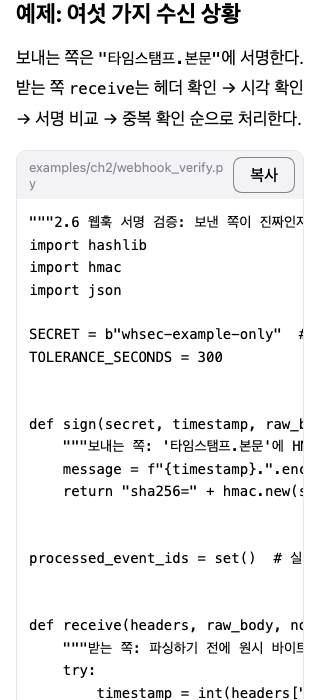 예제: 여섯 가지 수신 상황
보내는 쪽은 "타임스탬프.본문"에 서명한다.
받는 쪽 receive는 헤더 확인 → 시각 확인
→ 서명 비교 → 중복 확인 순으로 처리한다.
examples/ch2/webhook_verify.p
y
복사
"""2.6 웹훅 서명 검증: 보낸 쪽이 진짜인지
import hashlib
import hmac
import json
SECRET = b"whsec-example-only"  #
TOLERANCE_SECONDS = 300
def sign(secret, timestamp, raw_b
    """보내는 쪽: '타임스탬프.본문'에 HM
    message = f"{timestamp}.".enc
    return "sha256=" + hmac.new(s
processed_event_ids = set()  # 실
def receive(headers, raw_body, no
    """받는 쪽: 파싱하기 전에 원시 바이트
    try:
        timestamp = int(headers["